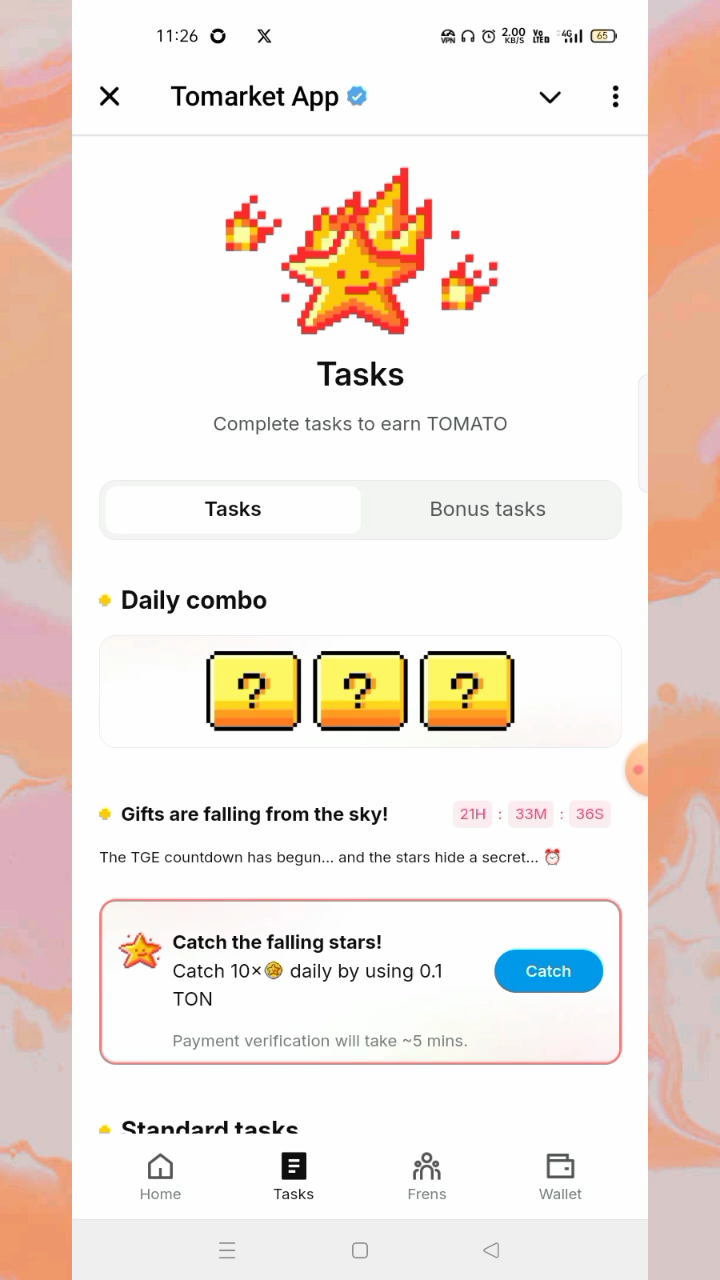 11:26
2.00 KB/S
VPN
Vo LTED
4G
65
Tomarket App
Tasks
Complete tasks to earn TOMATO
Tasks
Bonus tasks
Daily combo
? ? ?
Gifts are falling from the sky!
21H : 33M : 36S
The TGE countdown has begun... and the stars hide a secret... ⏰
Catch the falling stars!
Catch 10× daily by using 0.1
TON
Catch
Payment verification will take ~5 mins.
Standard tasks
Home
Tasks
Frens
Wallet